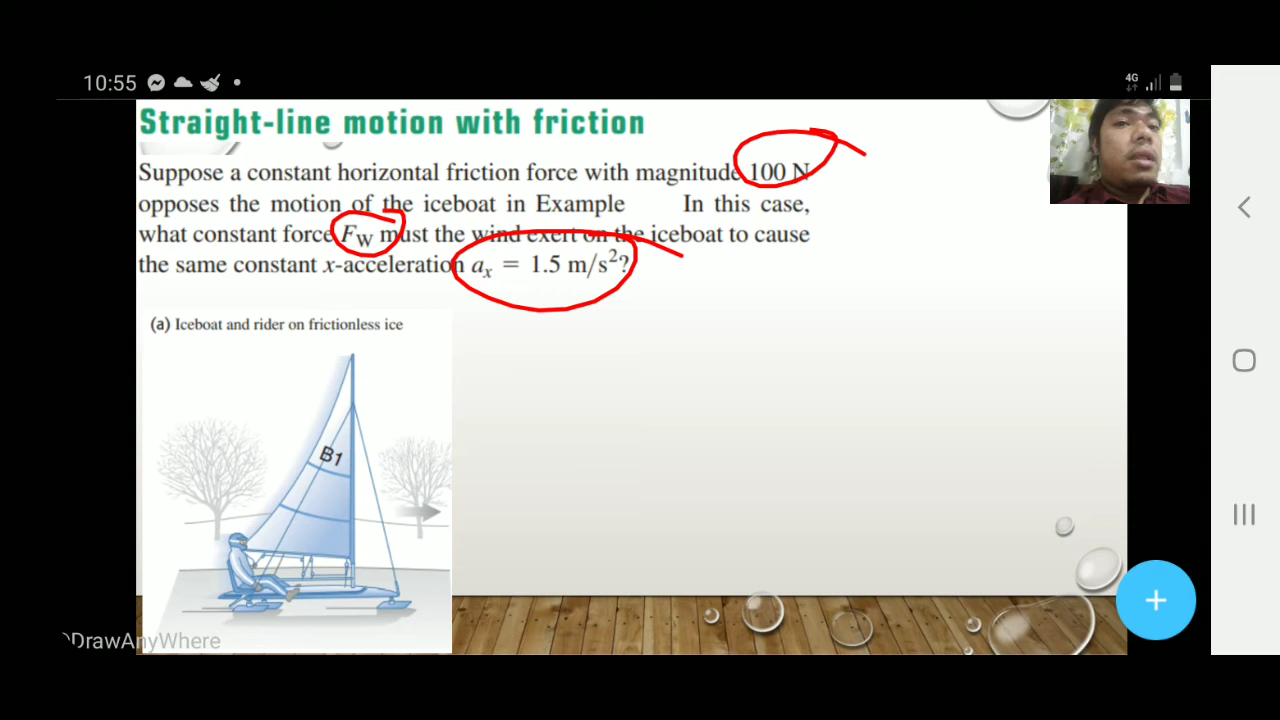 10:55
4G
Straight-line motion with friction
Suppose a constant horizontal friction force with magnitude 100 N
opposes the motion of the iceboat in Example In this case,
what constant force FW must the wind exert on the iceboat to cause
the same constant x-acceleration ax = 1.5 m/s²?
(a) Iceboat and rider on frictionless ice
B1
DrawAnyWhere